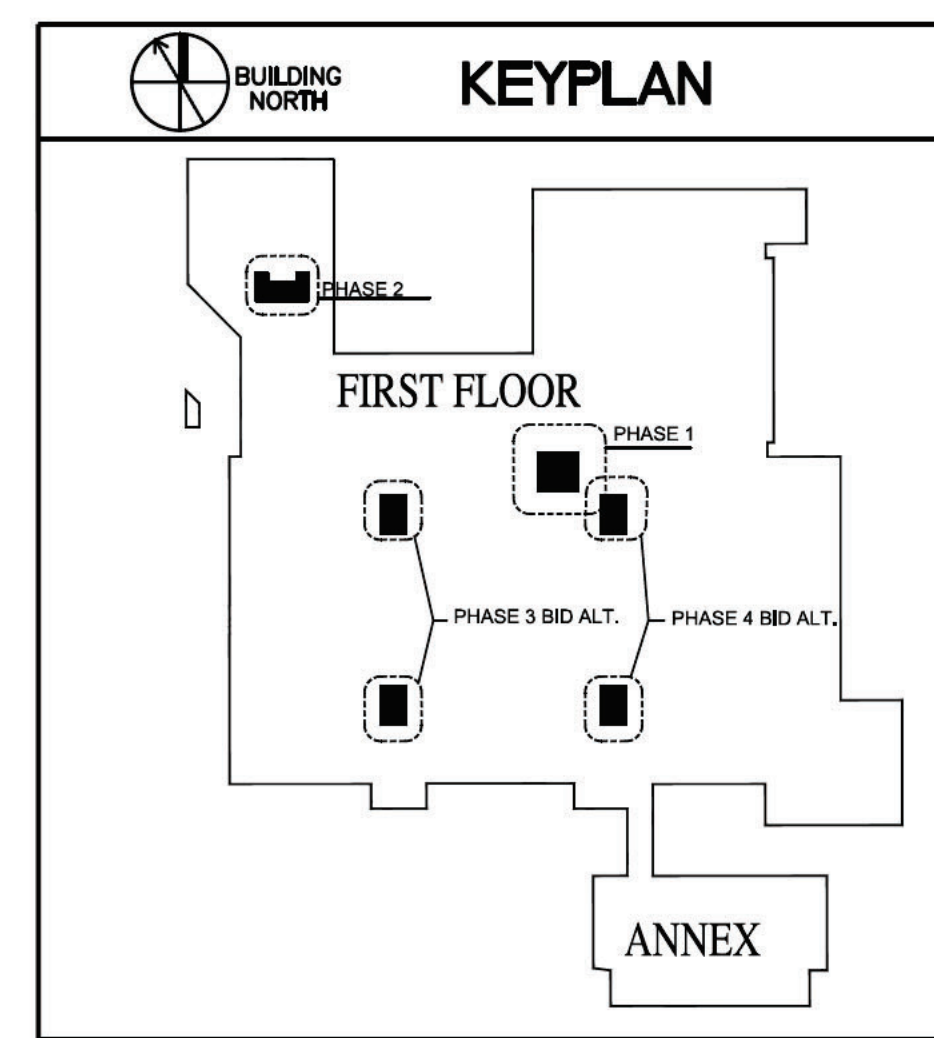 BUILDING
NORTH
KEYPLAN
PHASE 2
FIRST FLOOR
PHASE 1
PHASE 3 BID ALT.
PHASE 4 BID ALT.
ANNEX